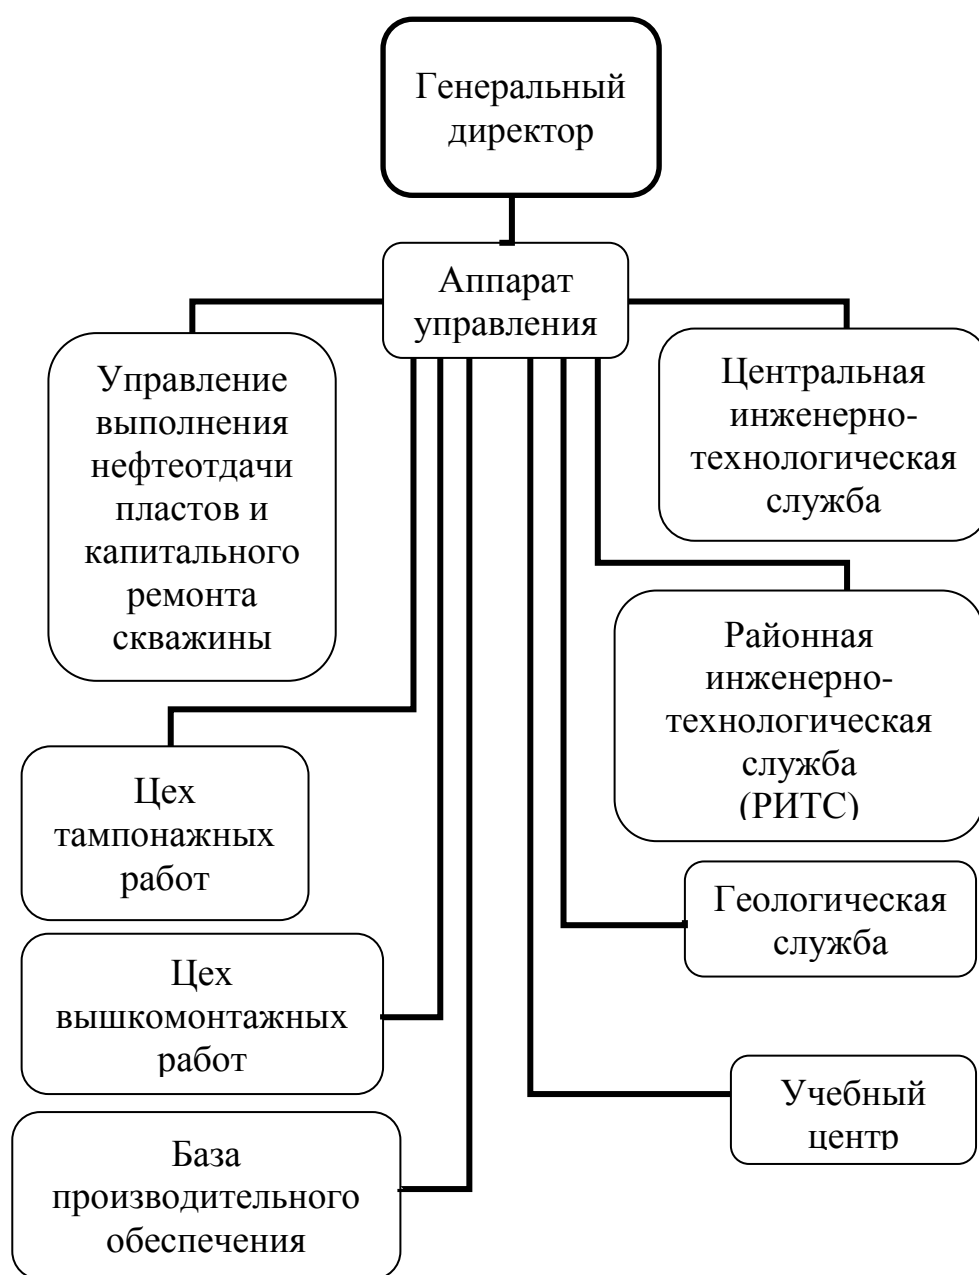 Генеральный
директор
Аппарат
управления
Управление
выполнения
нефтеотдачи
пластов и
капитального
ремонта
скважины
Центральная
инженерно-
технологическая
служба
Районная
инженерно-
технологическая
служба
(РИТС)
Цех
тампонажных
работ
Геологическая
служба
Цех
вышкомонтажных
работ
Учебный
центр
База
производительного
обеспечения